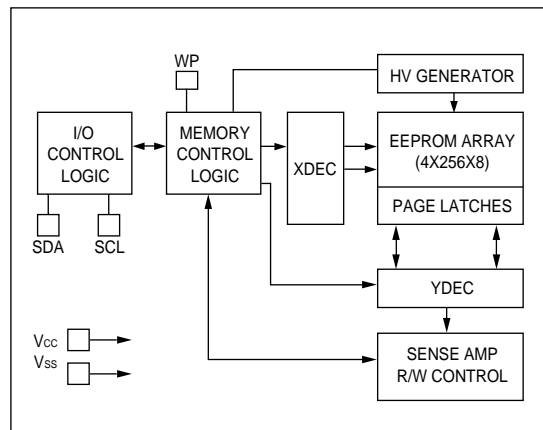 WP
HV GENERATOR
I/O
CONTROL
LOGIC
MEMORY
CONTROL
LOGIC
XDEC
EEPROM ARRAY
(4X256X8)
PAGE LATCHES
SDA
SCL
YDEC
VCC
VSS
SENSE AMP
R/W CONTROL